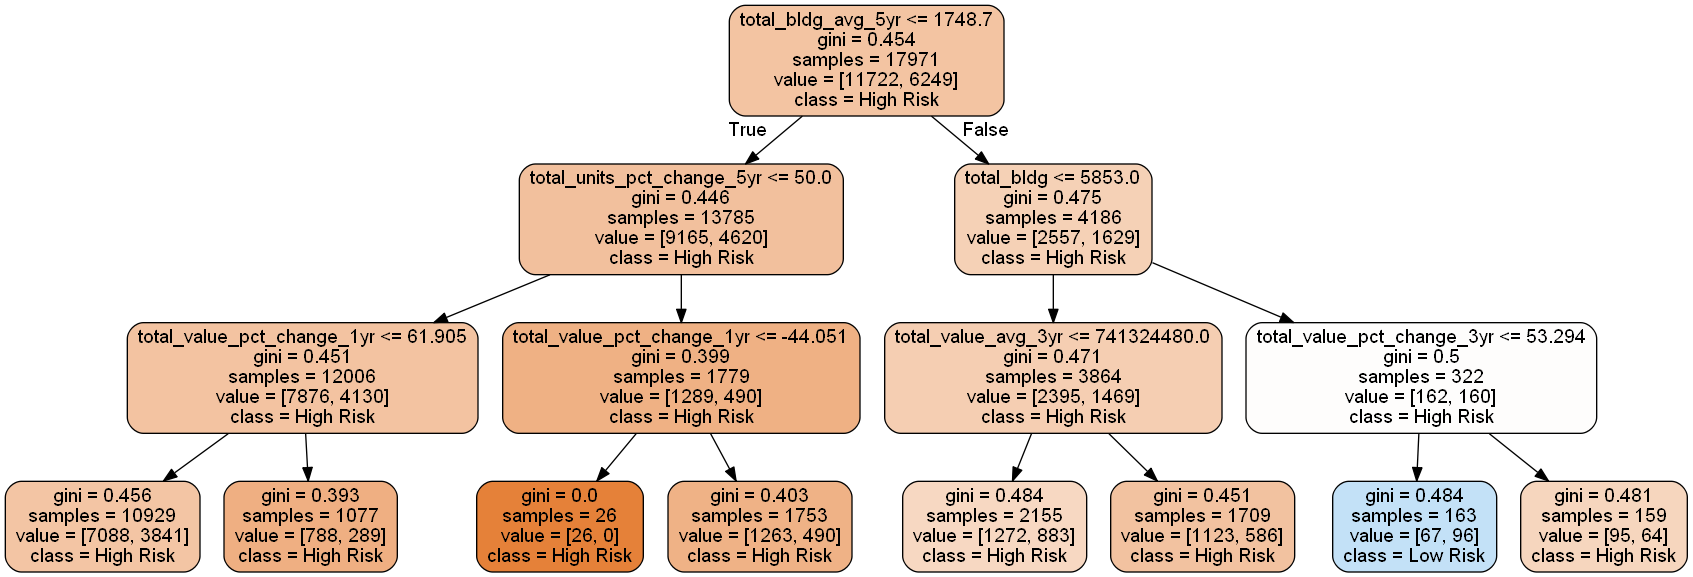 total_bldg_avg_5yr <= 1748.7
gini = 0.454
samples = 17971
value = [11722, 6249]
class = High Risk
True
False
total_units_pct_change_5yr <= 50.0
gini = 0.446
samples = 13785
value = [9165, 4620]
class = High Risk
total_bldg <= 5853.0
gini = 0.475
samples = 4186
value = [2557, 1629]
class = High Risk
total_value_pct_change_1yr <= 61.905
gini = 0.451
samples = 12006
value = [7876, 4130]
class = High Risk
total_value_pct_change_1yr <= -44.051
gini = 0.399
samples = 1779
value = [1289, 490]
class = High Risk
total_value_avg_3yr <= 741324480.0
gini = 0.471
samples = 3864
value = [2395, 1469]
class = High Risk
total_value_pct_change_3yr <= 53.294
gini = 0.5
samples = 322
value = [162, 160]
class = High Risk
gini = 0.456
samples = 10929
value = [7088, 3841]
class = High Risk
gini = 0.393
samples = 1077
value = [788, 289]
class = High Risk
gini = 0.0
samples = 26
value = [26, 0]
class = High Risk
gini = 0.403
samples = 1753
value = [1263, 490]
class = High Risk
gini = 0.484
samples = 2155
value = [1272, 883]
class = High Risk
gini = 0.451
samples = 1709
value = [1123, 586]
class = High Risk
gini = 0.484
samples = 163
value = [67, 96]
class = Low Risk
gini = 0.481
samples = 159
value = [95, 64]
class = High Risk